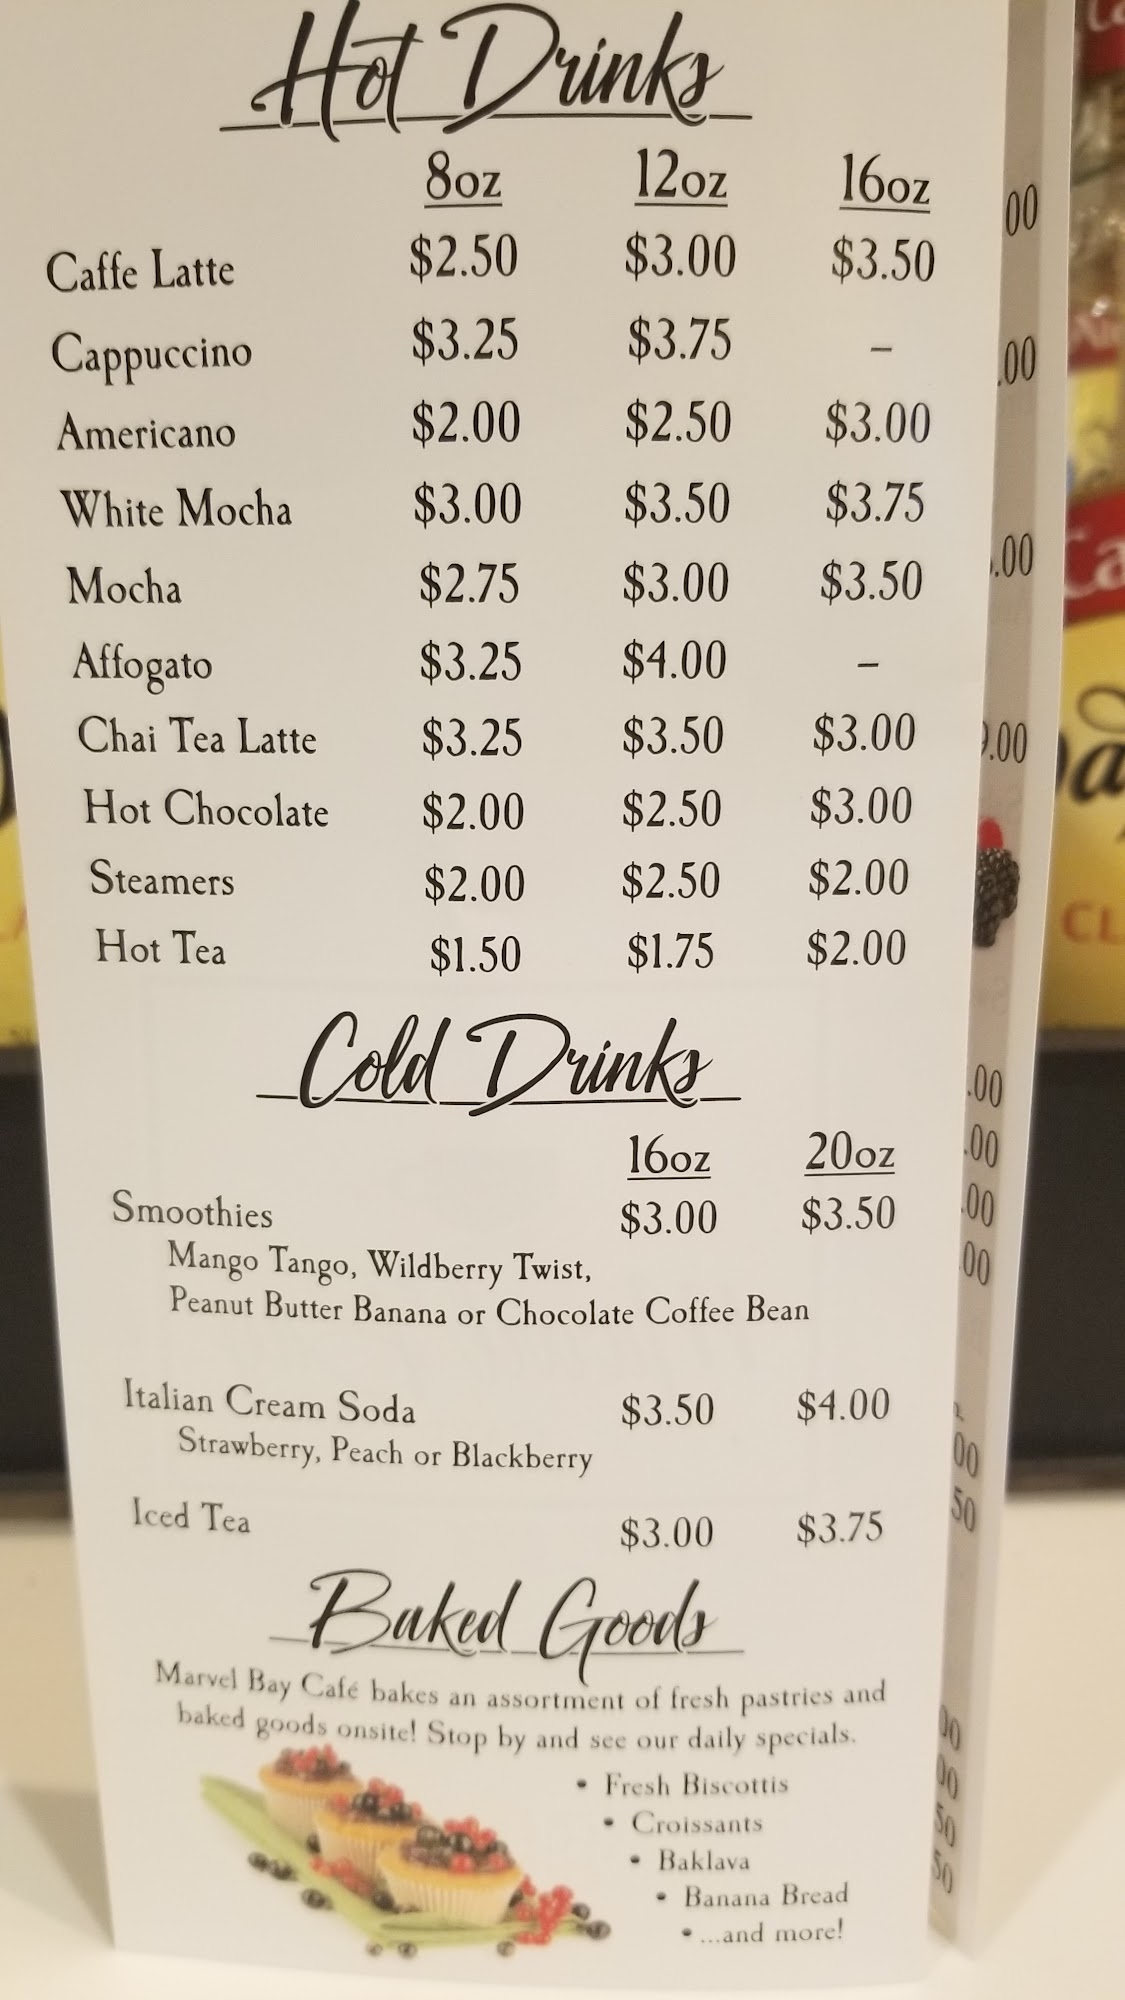 Hot Drinks
8oz 12oz 16oz
Caffe Latte $2.50 $3.00 $3.50
Cappuccino $3.25 $3.75 –
Americano $2.00 $2.50 $3.00
White Mocha $3.00 $3.50 $3.75
Mocha $2.75 $3.00 $3.50
Affogato $3.25 $4.00 –
Chai Tea Latte $3.25 $3.50 $3.00
Hot Chocolate $2.00 $2.50 $3.00
Steamers $2.00 $2.50 $2.00
Hot Tea $1.50 $1.75 $2.00
Cold Drinks
16oz 20oz
Smoothies $3.00 $3.50
Mango Tango, Wildberry Twist,
Peanut Butter Banana or Chocolate Coffee Bean
Italian Cream Soda $3.50 $4.00
Strawberry, Peach or Blackberry
Iced Tea $3.00 $3.75
Baked Goods
Marvel Bay Café bakes an assortment of fresh pastries and
baked goods onsite! Stop by and see our daily specials.
• Fresh Biscottis
• Croissants
• Baklava
• Banana Bread
• ...and more!